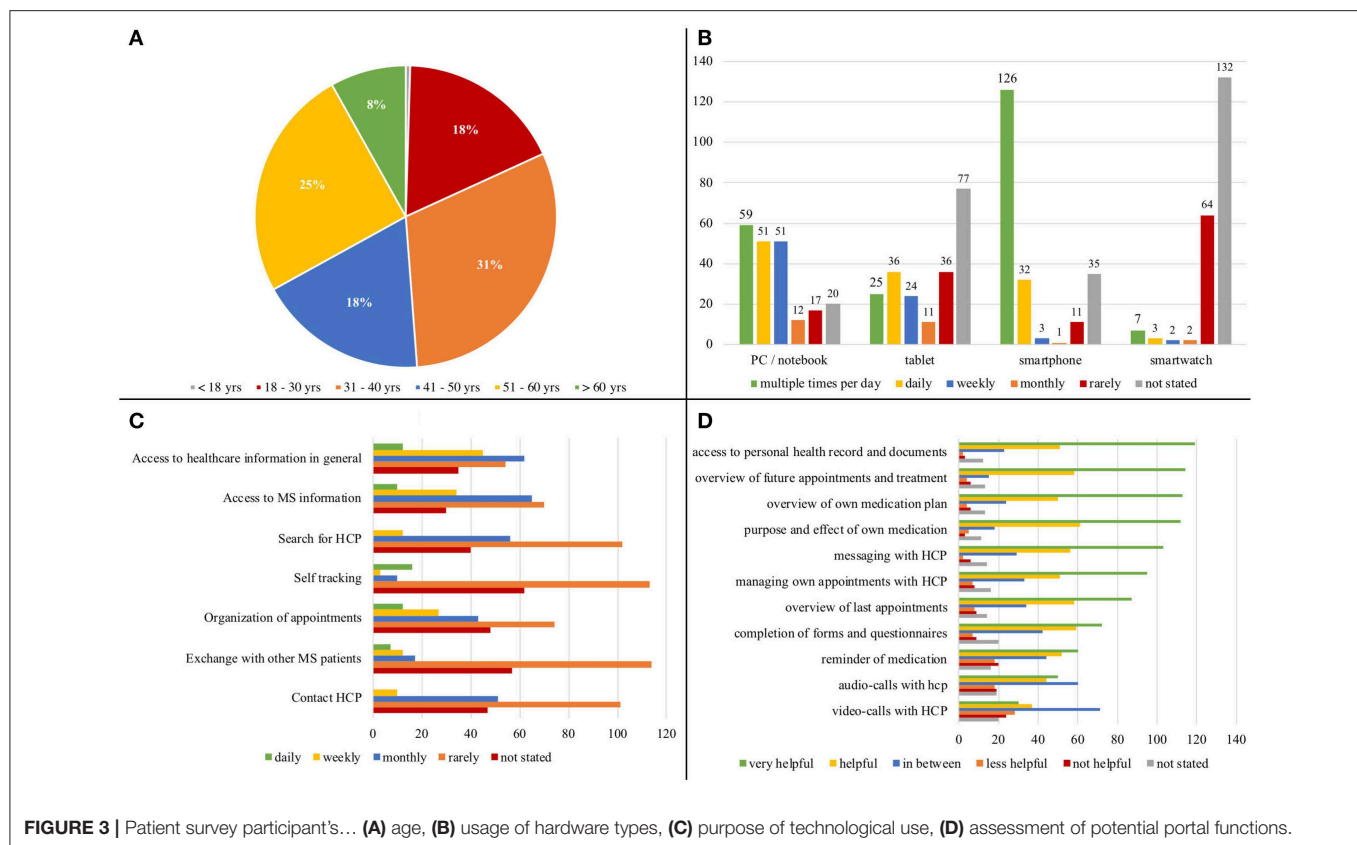 A
8%
18%
25%
31%
18%
< 18 yrs 18 - 30 yrs 31 - 40 yrs 41 - 50 yrs 51 - 60 yrs > 60 yrs
B
140
120
100
80
60
40
20
0
59
51
51
12
17
20
25
36
24
11
36
77
126
32
3
1
11
35
7
3
2
2
64
132
PC / notebook tablet smartphone smartwatch
multiple times per day daily weekly monthly rarely not stated
C
0 20 40 60 80 100 120
Access to healthcare information in general
Access to MS information
Search for HCP
Self tracking
Organization of appointments
Exchange with other MS patients
Contact HCP
daily weekly monthly rarely not stated
D
access to personal health record and documents
overview of future appointments and treatment
overview of own medication plan
purpose and effect of own medication
messaging with HCP
managing own appointments with HCP
overview of last appointments
completion of forms and questionnaires
reminder of medication
audio-calls with hcp
video-calls with HCP
0 20 40 60 80 100 120 140
very helpful helpful in between less helpful not helpful not stated
FIGURE 3 | Patient survey participant's... (A) age, (B) usage of hardware types, (C) purpose of technological use, (D) assessment of potential portal functions.